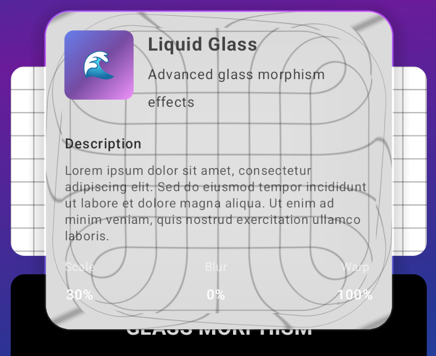 Liquid Glass
Advanced glass morphism
effects
Description
Lorem ipsum dolor sit amet, consectetur
adipiscing elit. Sed do eiusmod tempor incididunt
ut labore et dolore magna aliqua. Ut enim ad
minim veniam, quis nostrud exercitation ullamco
laboris.
Scale Blur Warp
30% 0% 100%
GLASS MORPHISM